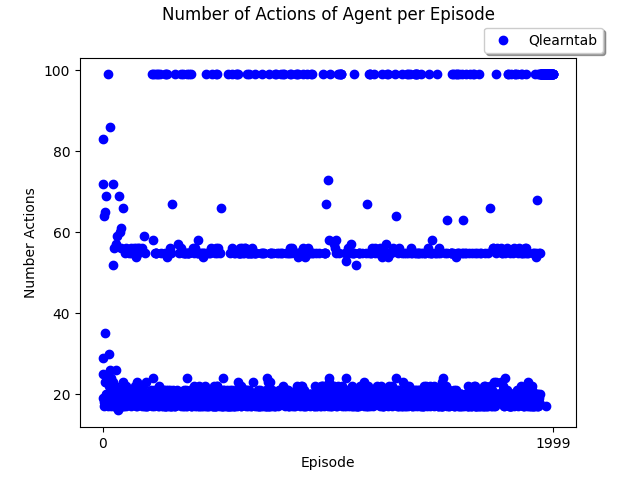 Number of Actions of Agent per Episode
Qlearntab
100
80
60
40
20
Number Actions
0
1999
Episode